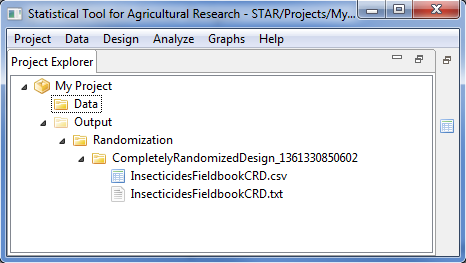 Statistical Tool for Agricultural Research - STAR/Projects/My...
Project Data Design Analyze Graphs Help
Project Explorer
My Project
Data
Output
Randomization
CompletelyRandomizedDesign_1361330850602
InsecticidesFieldbookCRD.csv
InsecticidesFieldbookCRD.txt